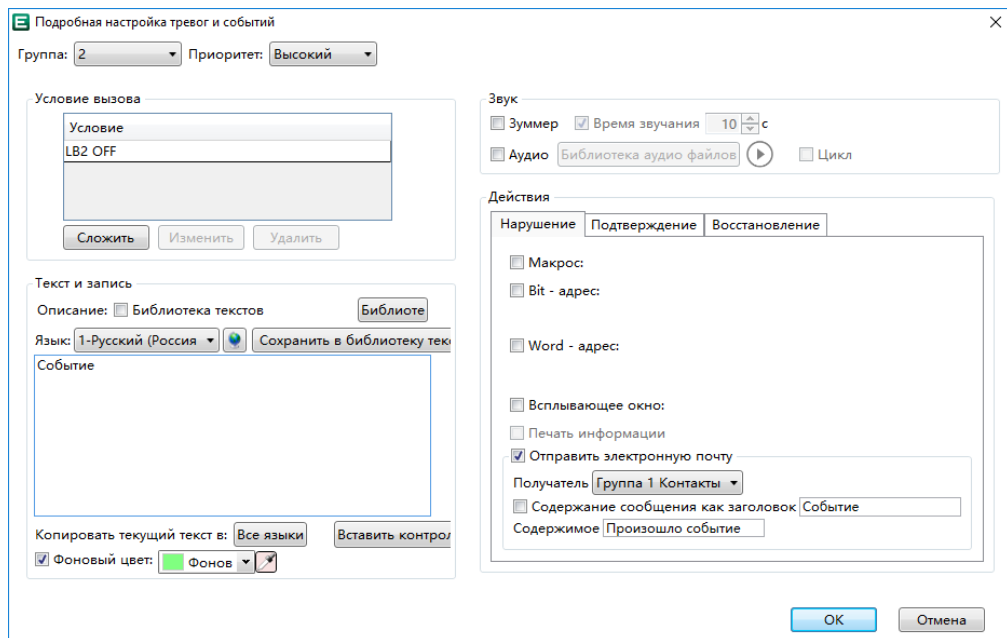 E Подробная настройка тревог и событий
Группа: 2 Приоритет: Высокий
Условие вызова
Условие
LB2 OFF
Сложить Изменить Удалить
Текст и запись
Описание: Библиотека текстов Библиоте
Язык: 1-Русский (Россия Сохранить в библиотеку тек
Событие
Копировать текущий текст в: Все языки Вставить контрол
Фоновый цвет: Фонов
Звук
Зуммер Время звучания 10 с
Аудио Библиотека аудио файлов Цикл
Действия
Нарушение Подтверждение Восстановление
Макрос:
Bit - адрес:
Word - адрес:
Всплывающее окно:
Печать информации
Отправить электронную почту
Получатель Группа 1 Контакты
Содержание сообщения как заголовок Событие
Содержимое Произошло событие
OK Отмена